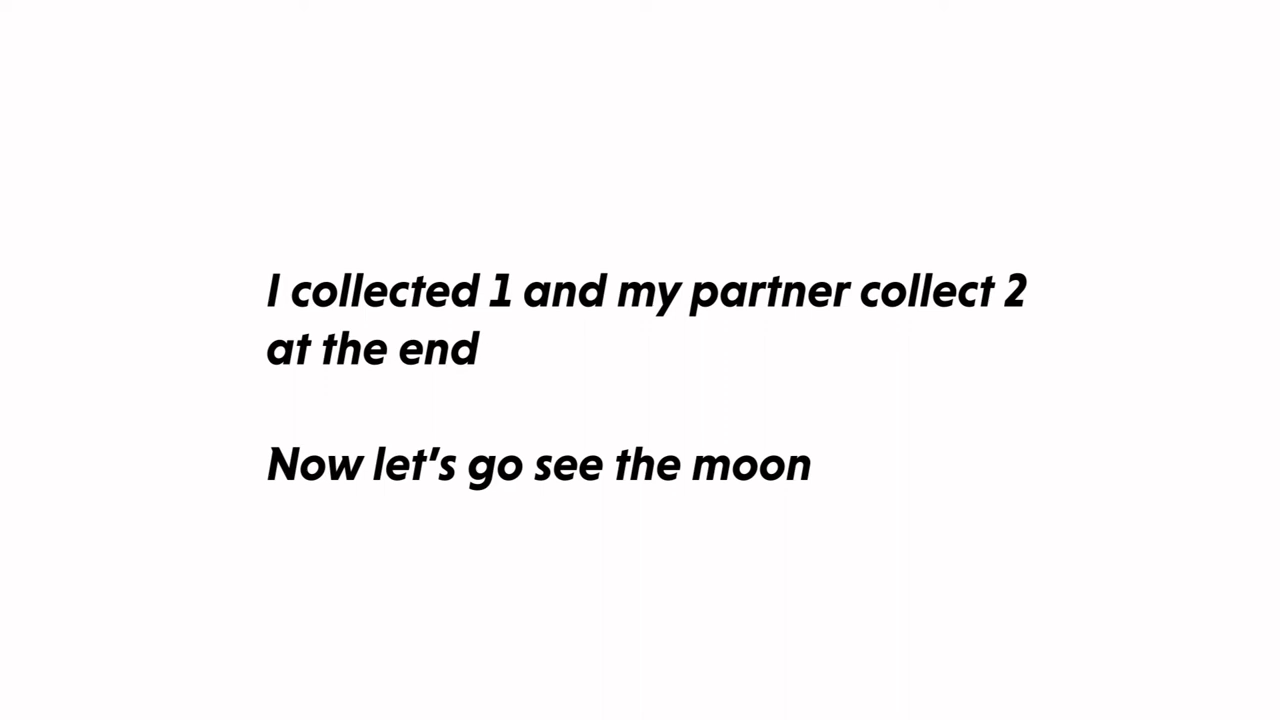 I collected 1 and my partner collect 2
at the end
Now let's go see the moon